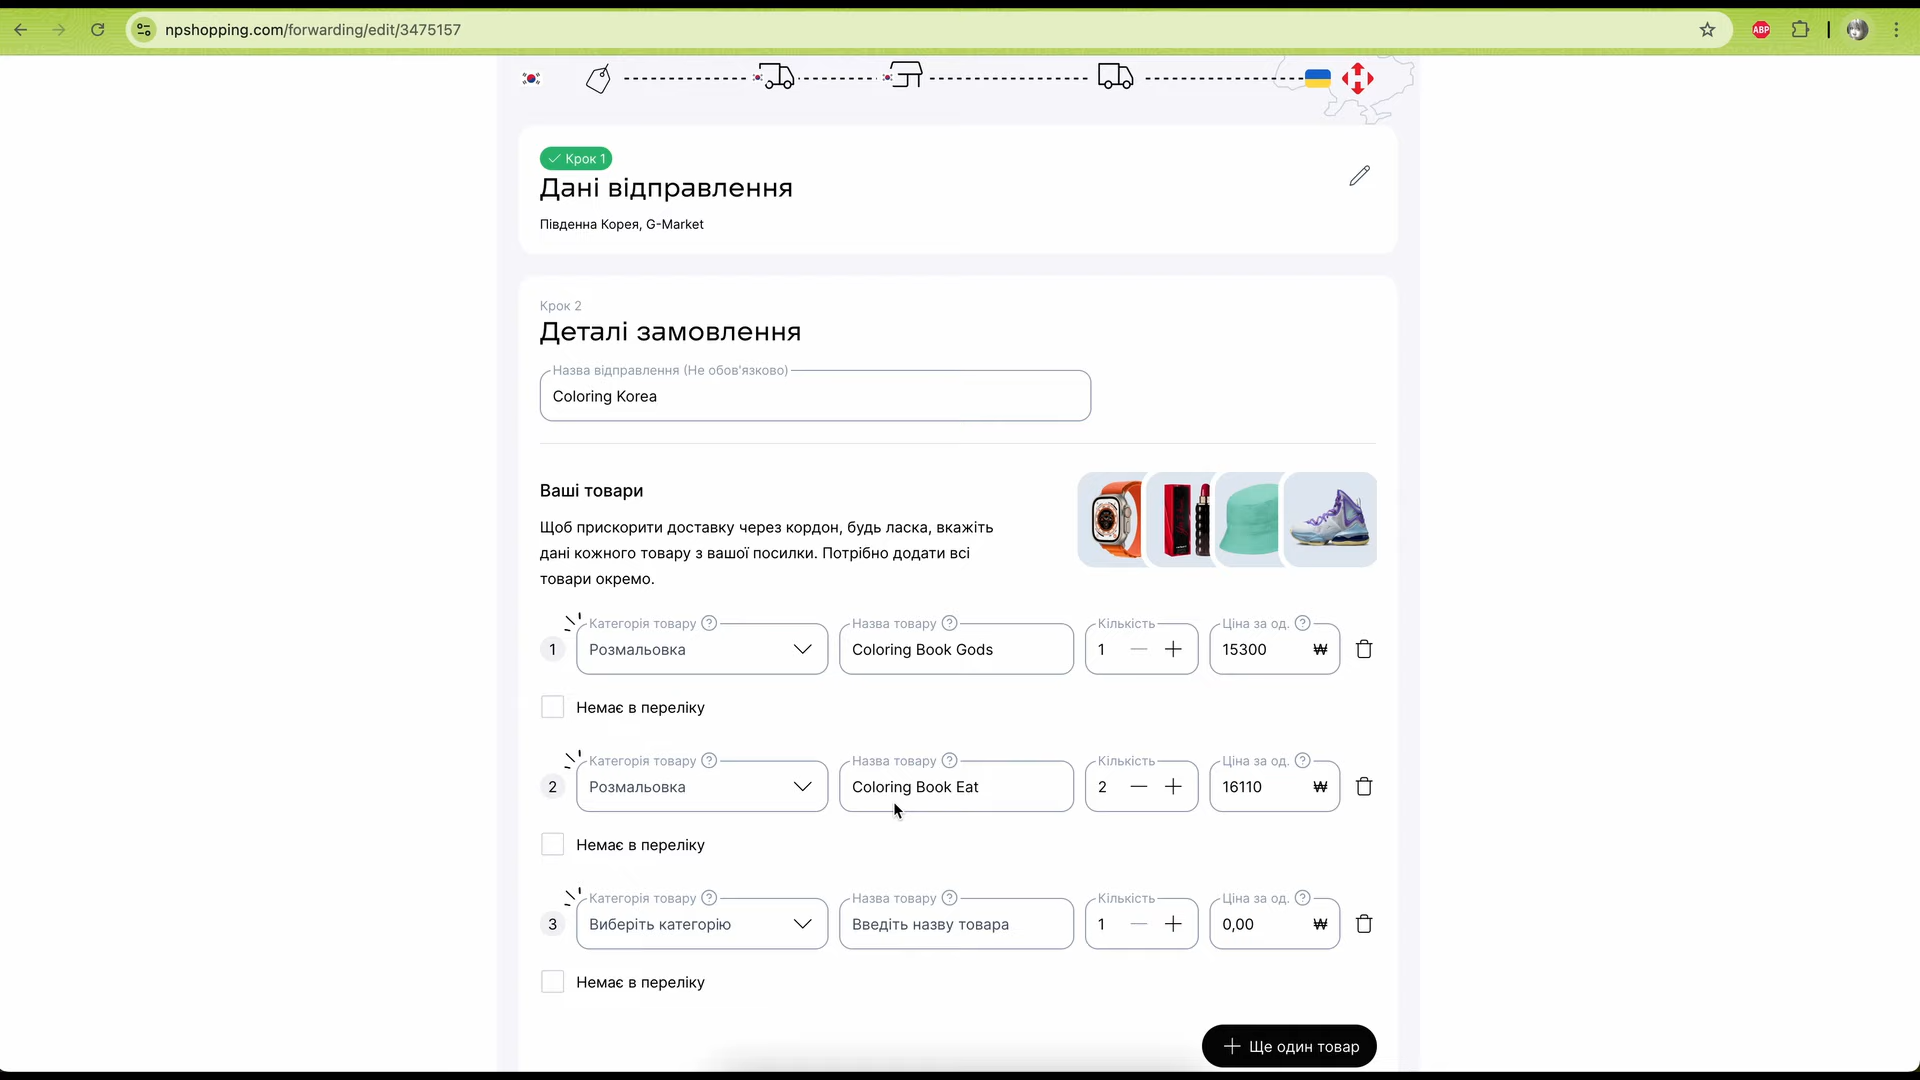 npshopping.com/forwarding/edit/3475157
ABP
Крок 1
Дані відправлення
Південна Корея, G-Market
Крок 2
Деталі замовлення
Назва відправлення (Не обов'язково)
Coloring Korea
Ваші товари
Щоб прискорити доставку через кордон, будь ласка, вкажіть
дані кожного товару з вашої посилки. Потрібно додати всі
товари окремо.
Категорія товару ? Назва товару ? Кількість Ціна за од. ?
1 Розмальовка Coloring Book Gods 1 15300 ₩
Немає в переліку
Категорія товару ? Назва товару ? Кількість Ціна за од. ?
2 Розмальовка Coloring Book Eat 2 16110 ₩
Немає в переліку
Категорія товару ? Назва товару ? Кількість Ціна за од. ?
3 Виберіть категорію Введіть назву товара 1 0,00 ₩
Немає в переліку
Ще один товар